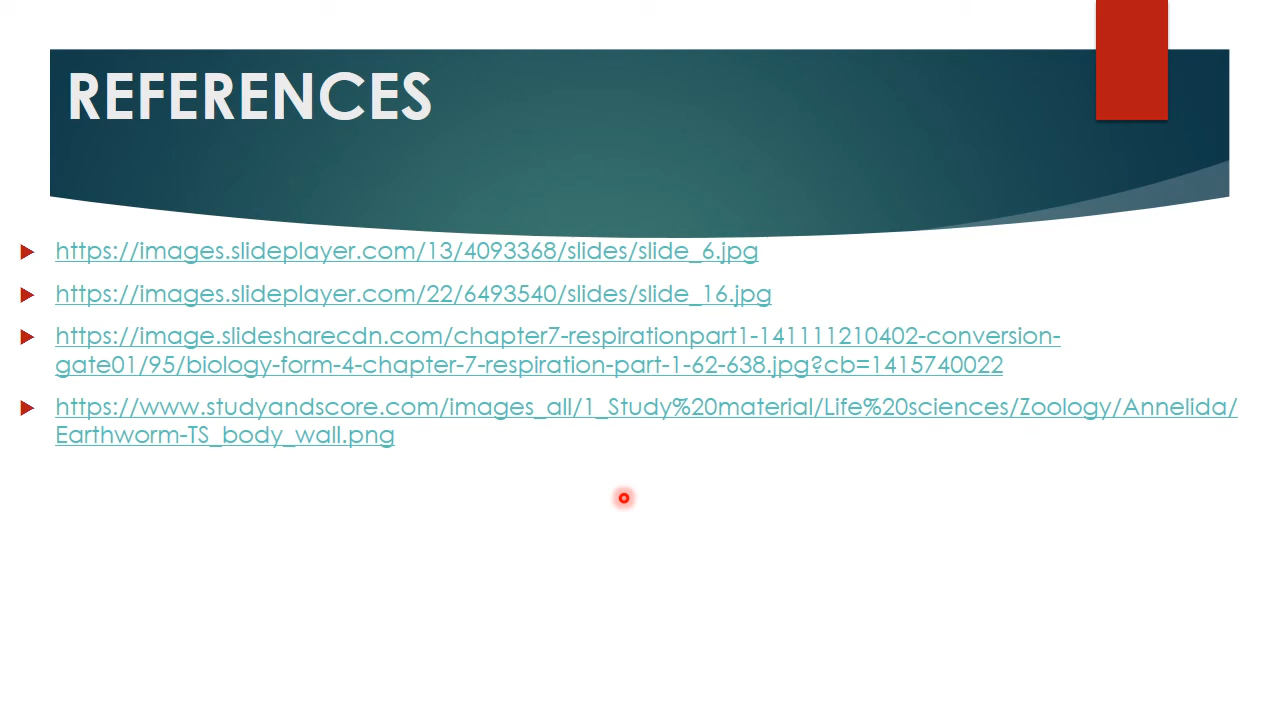 REFERENCES
https://images.slideplayer.com/13/4093368/slides/slide_6.jpg
https://images.slideplayer.com/22/6493540/slides/slide_16.jpg
https://image.slidesharecdn.com/chapter7-respirationpart1-141111210402-conversion-
gate01/95/biology-form-4-chapter-7-respiration-part-1-62-638.jpg?cb=1415740022
https://www.studyandscore.com/images_all/1_Study%20material/Life%20sciences/Zoology/Annelida/
Earthworm-TS_body_wall.png